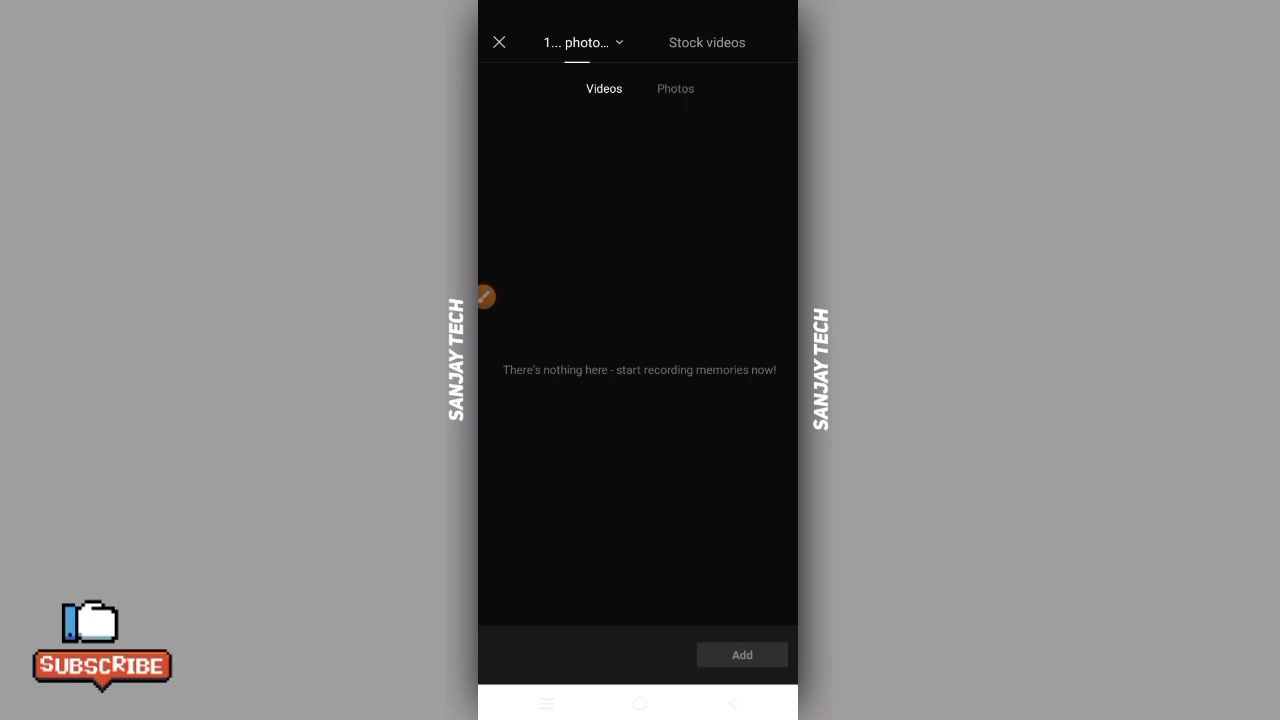 1... photo...
Stock videos
Videos
Photos
SANJAY TECH
SANJAY TECH
There's nothing here - start recording memories now!
SUBSCRIBE
Add